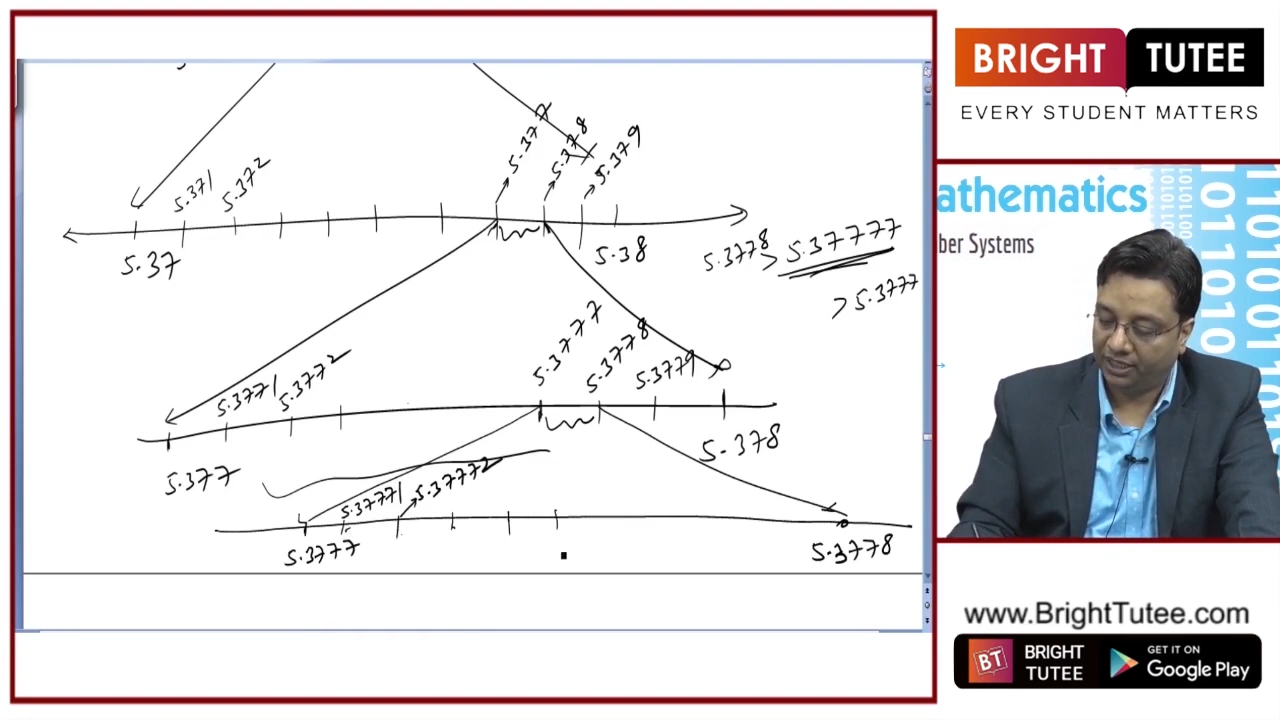 BRIGHT TUTEE
EVERY STUDENT MATTERS
athematics
ber Systems
5.371
5.372
5.377
5.378
5.379
5.37
5.38
5.3778 > 5.37777
> 5.3777
5.3771
5.3772
5.3777
5.3778
5.3779
5.377
5.378
5.37771
5.37772
5.3777
5.3778
www.BrightTutee.com
BT
BRIGHT
TUTEE
GET IT ON
Google Play